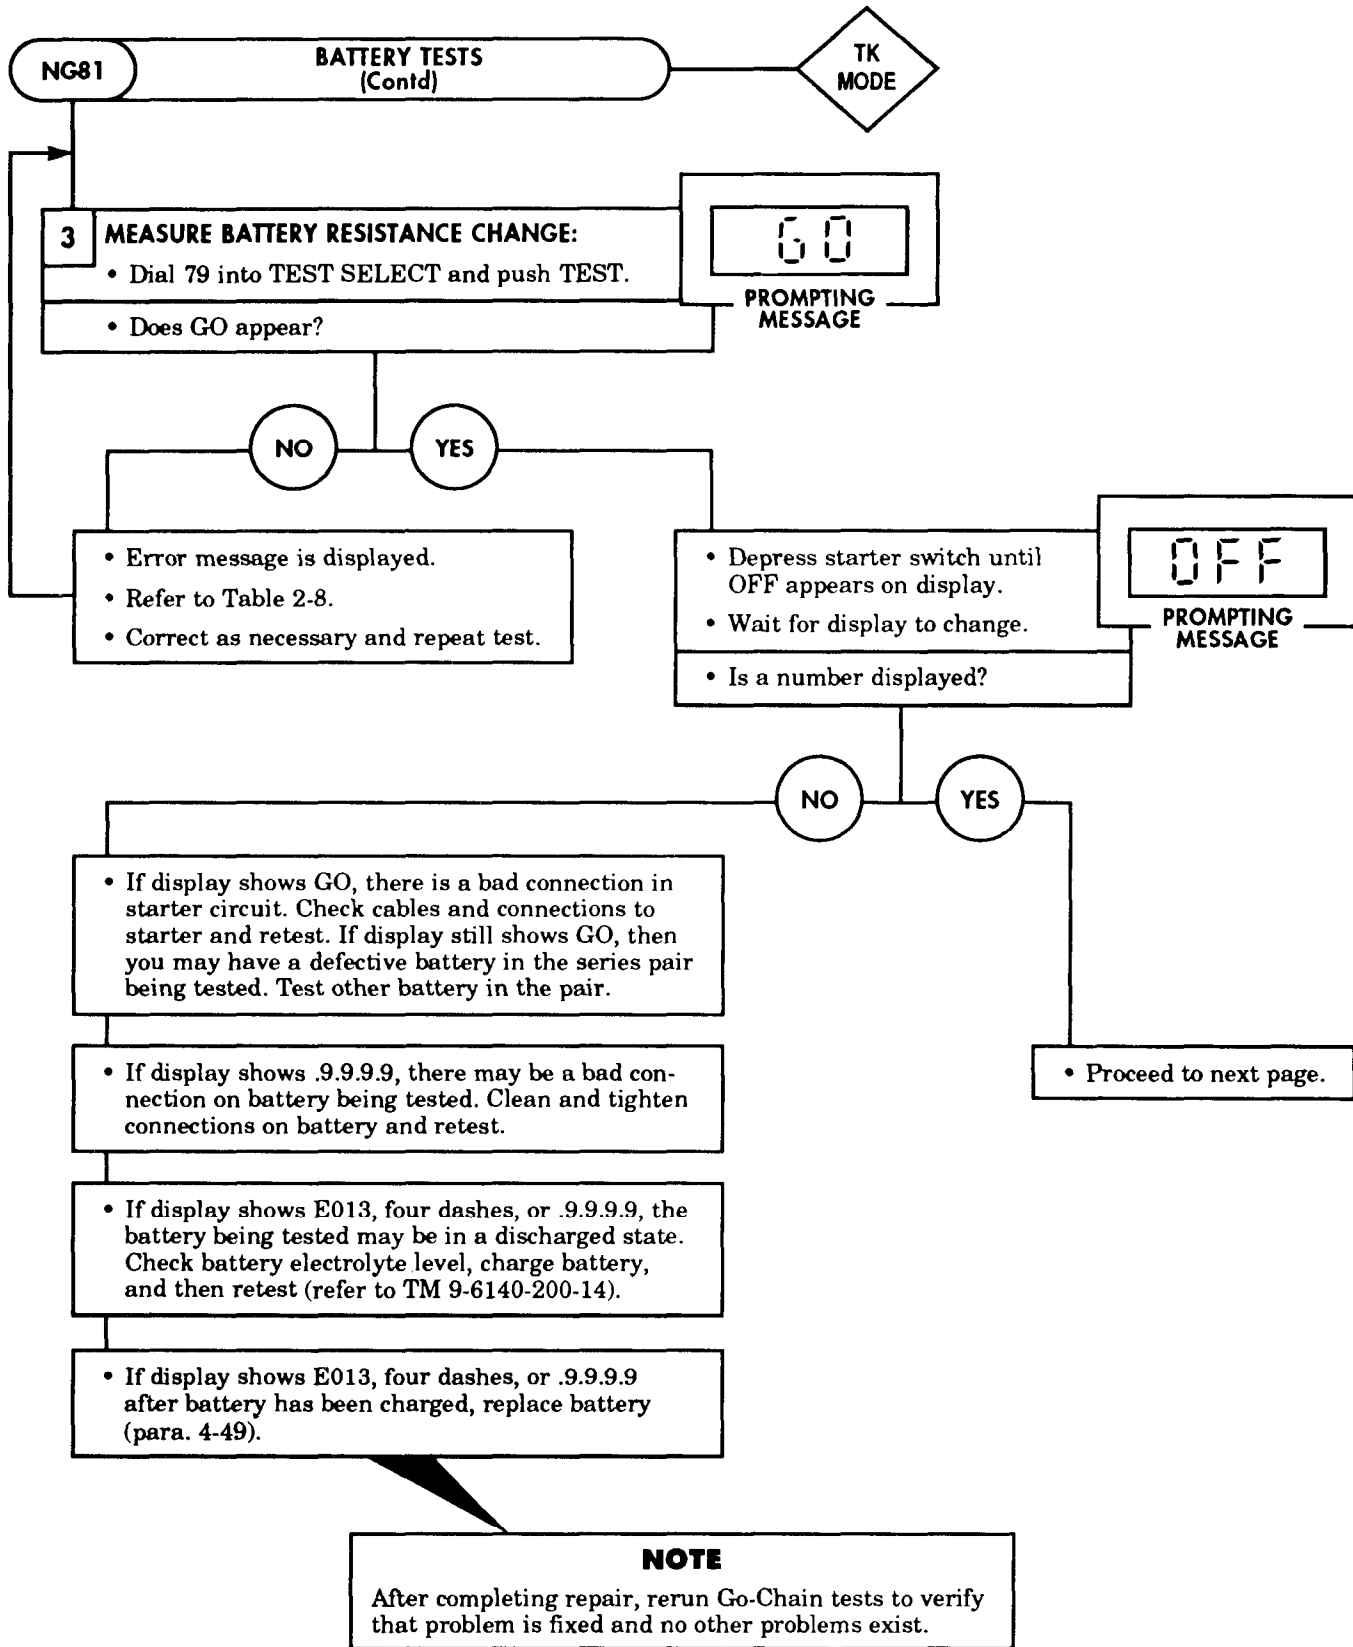 NG81
BATTERY TESTS
(Contd)
TK
MODE
3
MEASURE BATTERY RESISTANCE CHANGE:
• Dial 79 into TEST SELECT and push TEST.
• Does GO appear?
GO
PROMPTING
MESSAGE
NO
YES
• Error message is displayed.
• Refer to Table 2-8.
• Correct as necessary and repeat test.
• Depress starter switch until
OFF appears on display.
• Wait for display to change.
• Is a number displayed?
OFF
PROMPTING
MESSAGE
NO
YES
• If display shows GO, there is a bad connection in
starter circuit. Check cables and connections to
starter and retest. If display still shows GO, then
you may have a defective battery in the series pair
being tested. Test other battery in the pair.
• If display shows .9.9.9.9, there may be a bad con-
nection on battery being tested. Clean and tighten
connections on battery and retest.
• If display shows E013, four dashes, or .9.9.9.9, the
battery being tested may be in a discharged state.
Check battery electrolyte level, charge battery,
and then retest (refer to TM 9-6140-200-14).
• If display shows E013, four dashes, or .9.9.9.9
after battery has been charged, replace battery
(para. 4-49).
• Proceed to next page.
NOTE
After completing repair, rerun Go-Chain tests to verify
that problem is fixed and no other problems exist.